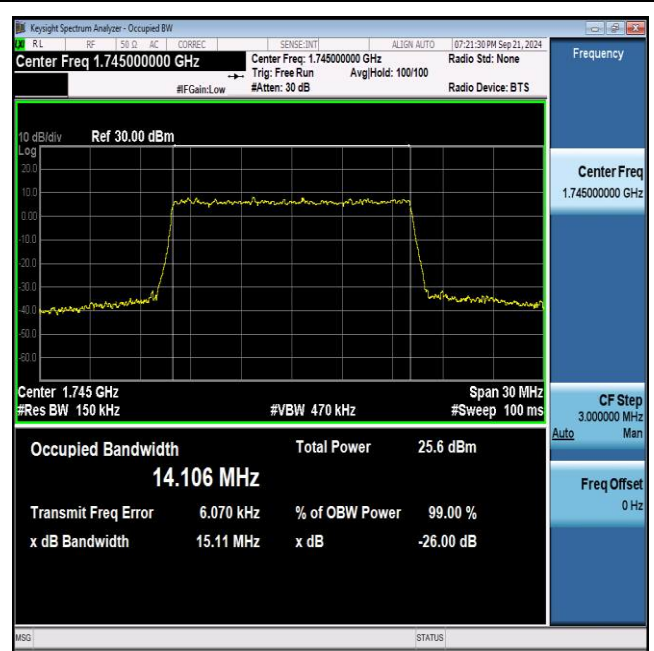 Keysight Spectrum Analyzer - Occupied BW
RL RF 50 Ω AC CORREC SENSE:INT ALIGN AUTO 07:21:30 PM Sep 21, 2024
Center Freq 1.745000000 GHz
Center Freq: 1.745000000 GHz
Radio Std: None
Trig: Free Run Avg|Hold: 100/100
#IFGain:Low
#Atten: 30 dB
Radio Device: BTS
10 dB/div Ref 30.00 dBm
Log
20.0
10.0
0.00
-10.0
-20.0
-30.0
-40.0
-50.0
-60.0
Center 1.745 GHz Span 30 MHz
#Res BW 150 kHz #VBW 470 kHz #Sweep 100 ms
Occupied Bandwidth Total Power 25.6 dBm
14.106 MHz
Transmit Freq Error 6.070 kHz % of OBW Power 99.00 %
x dB Bandwidth 15.11 MHz x dB -26.00 dB
MSG STATUS
Frequency
Center Freq
1.745000000 GHz
CF Step
3.000000 MHz
Auto Man
Freq Offset
0 Hz